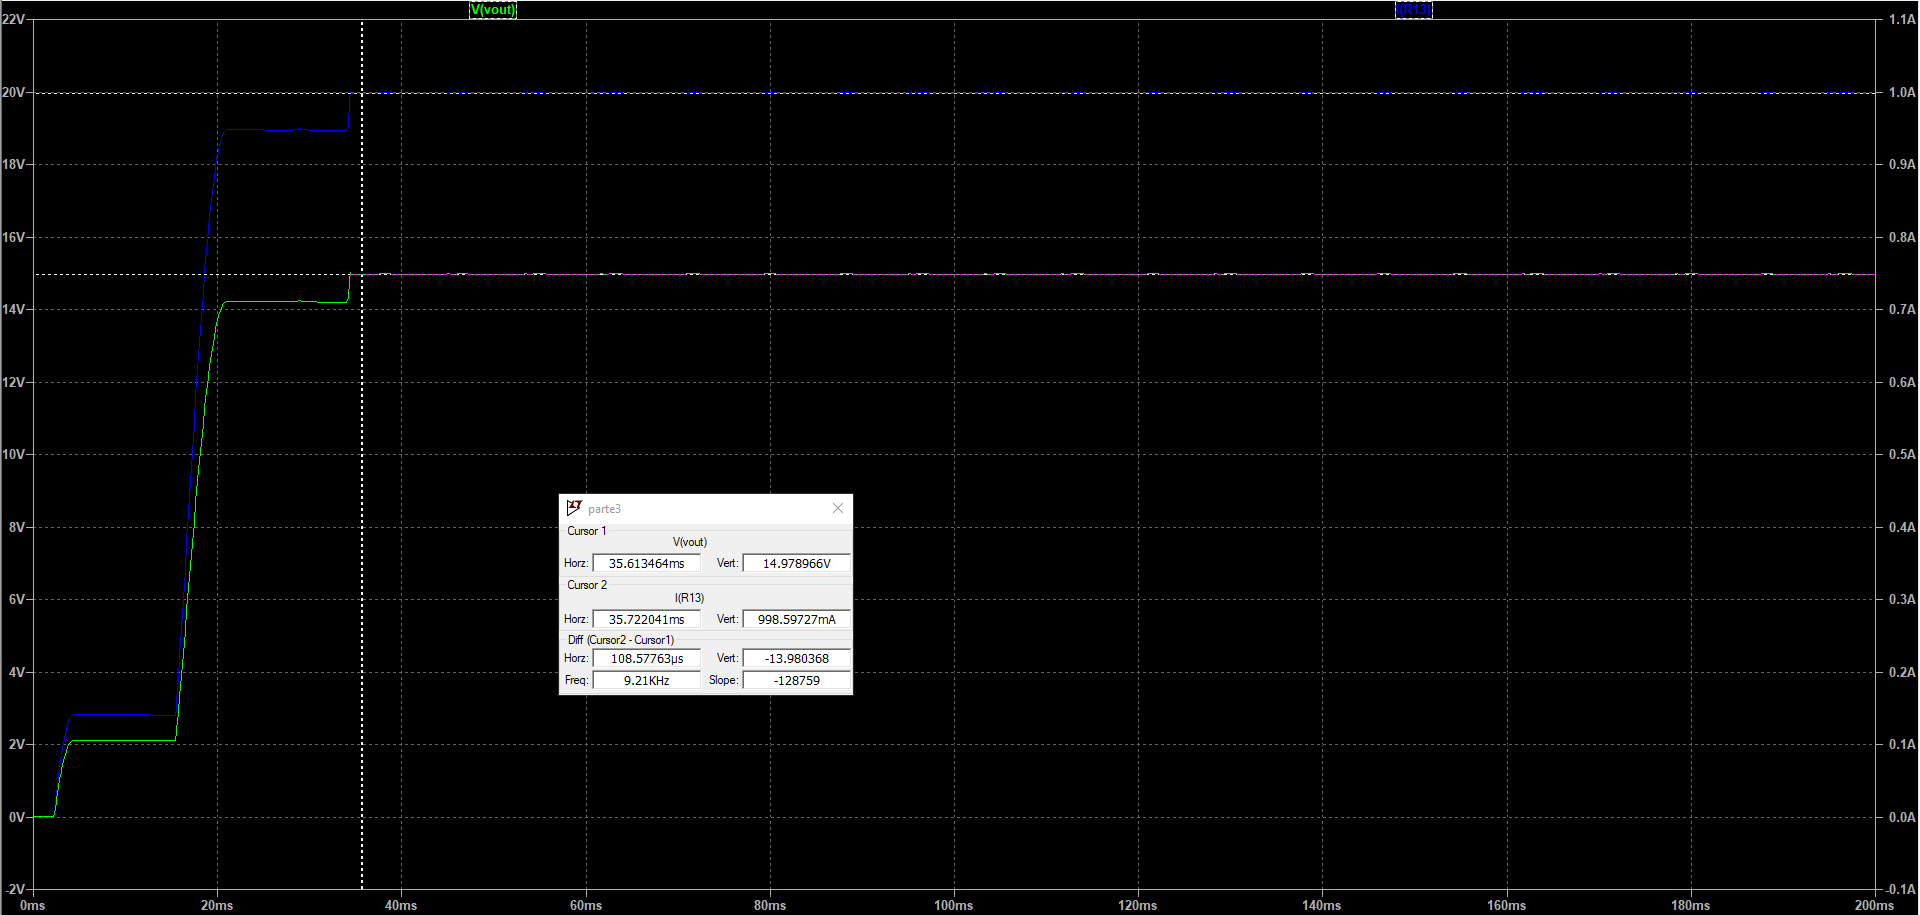 V(vout) I(R13)
22V 1.1A
20V 1.0A
18V 0.9A
16V 0.8A
14V 0.7A
12V 0.6A
10V 0.5A
8V 0.4A
6V 0.3A
4V 0.2A
2V 0.1A
0V 0.0A
-2V -0.1A
0ms 20ms 40ms 60ms 80ms 100ms 120ms 140ms 160ms 180ms 200ms
parte3
Cursor 1
V(vout)
Horz: 35.613464ms Vert: 14.978966V
Cursor 2
I(R13)
Horz: 35.722041ms Vert: 998.59727mA
Diff (Cursor2 - Cursor1)
Horz: 108.57763µs Vert: -13.980368
Freq: 9.21KHz Slope: -128759